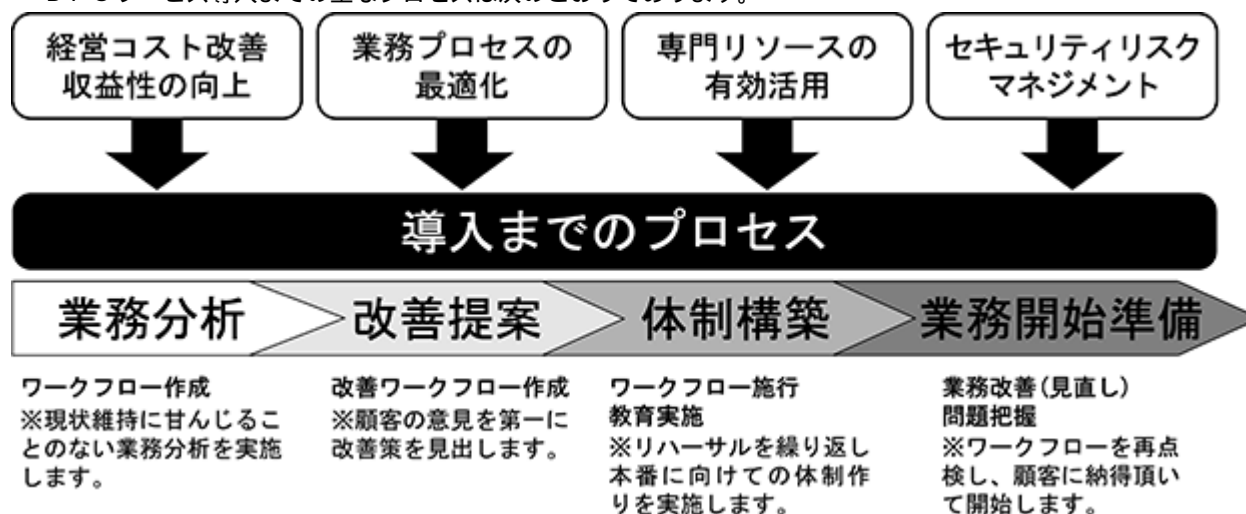 経営コスト改善
収益性の向上
業務プロセスの
最適化
専門リソースの
有効活用
セキュリティリスク
マネジメント
導入までのプロセス
業務分析
改善提案
体制構築
業務開始準備
ワークフロー作成
※現状維持に甘んじるこ
とのない業務分析を実施
します。
改善ワークフロー作成
※顧客の意見を第一に
改善策を見出します。
ワークフロー施行
教育実施
※リハーサルを繰り返し
本番に向けての体制作
りを実施します。
業務改善(見直し)
問題把握
※ワークフローを再点
検し、顧客に納得頂い
て開始します。